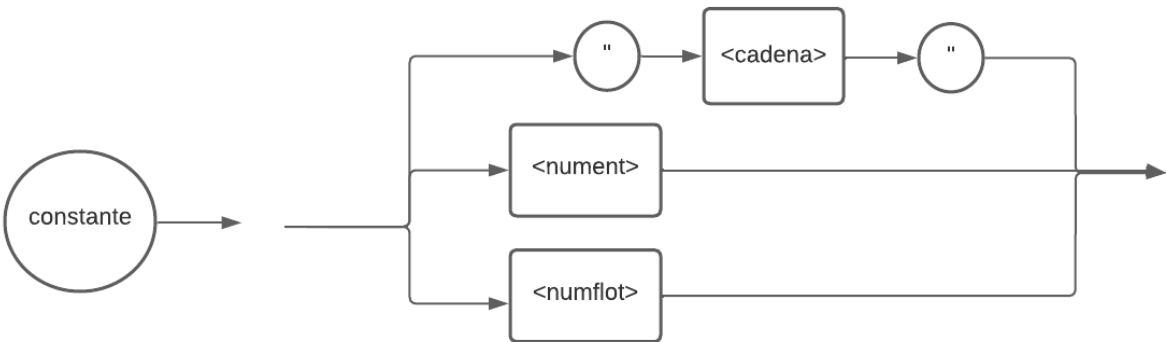 " <cadena> "
<nument>
constante
<numflot>